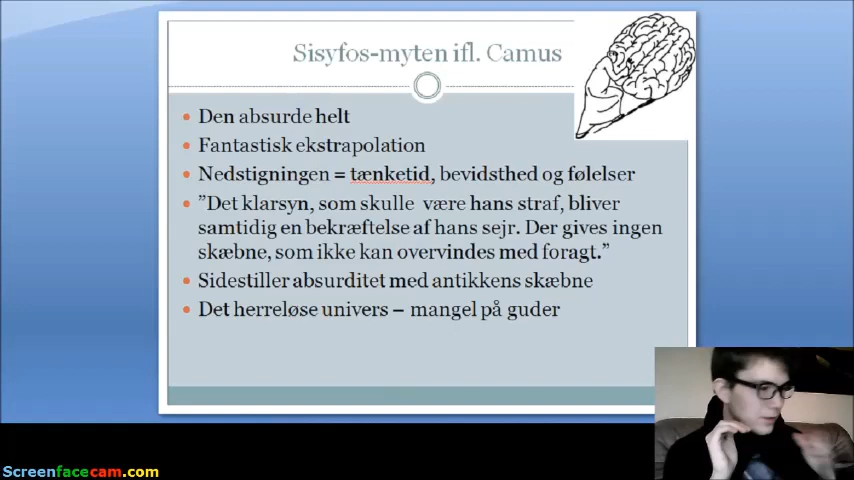 Sisyfos-myten ifl. Camus
Den absurde helt
Fantastisk ekstrapolation
Nedstigningen = tænketid, bevidsthed og følelser
”Det klarsyn, som skulle være hans straf, bliver
samtidig en bekræftelse af hans sejr. Der gives ingen
skæbne, som ikke kan overvindes med foragt.”
Sidestiller absurditet med antikkens skæbne
Det herreløse univers – mangel på guder
Screenfacecam.com